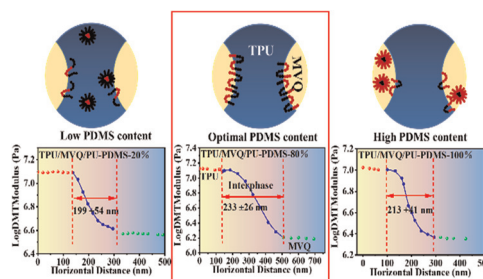 TPU
MVQ
Low PDMS content
Optimal PDMS content
High PDMS content
TPU/MVQ/PU-PDMS-20%
199 ±54 nm
LogDMTModulus (Pa)
7.2
7.0
6.8
6.6
6.4
0 100 200 300 400 500
Horizontal Distance (nm)
TPU/MVQ/PU-PDMS-80%
TPU
Interphase
233 ±26 nm
MVQ
LogDMTModulus (Pa)
7.2
6.9
6.6
6.3
6.0
0 100 200 300 400 500 600 700
Horizontal Distance (nm)
TPU/MVQ/PU-PDMS-100%
213 ±41 nm
LogDMTModulus (Pa)
7.2
7.0
6.8
6.6
6.4
6.2
0 100 200 300 400
Horizontal Distance (nm)